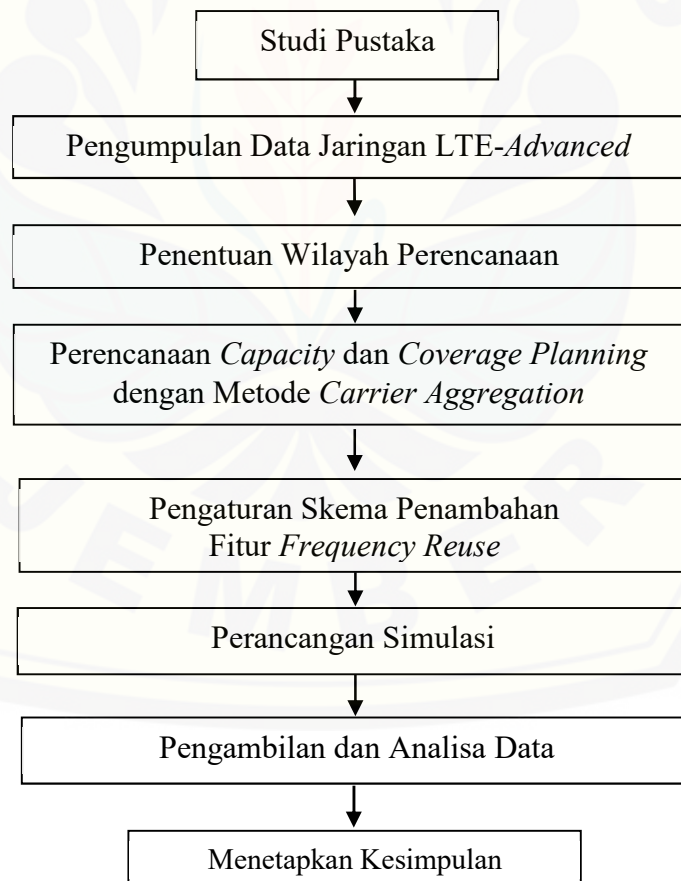 Studi Pustaka
Pengumpulan Data Jaringan LTE-Advanced
Penentuan Wilayah Perencanaan
Perencanaan Capacity dan Coverage Planning
dengan Metode Carrier Aggregation
Pengaturan Skema Penambahan
Fitur Frequency Reuse
JEMBER
Perancangan Simulasi
Pengambilan dan Analisa Data
Menetapkan Kesimpulan